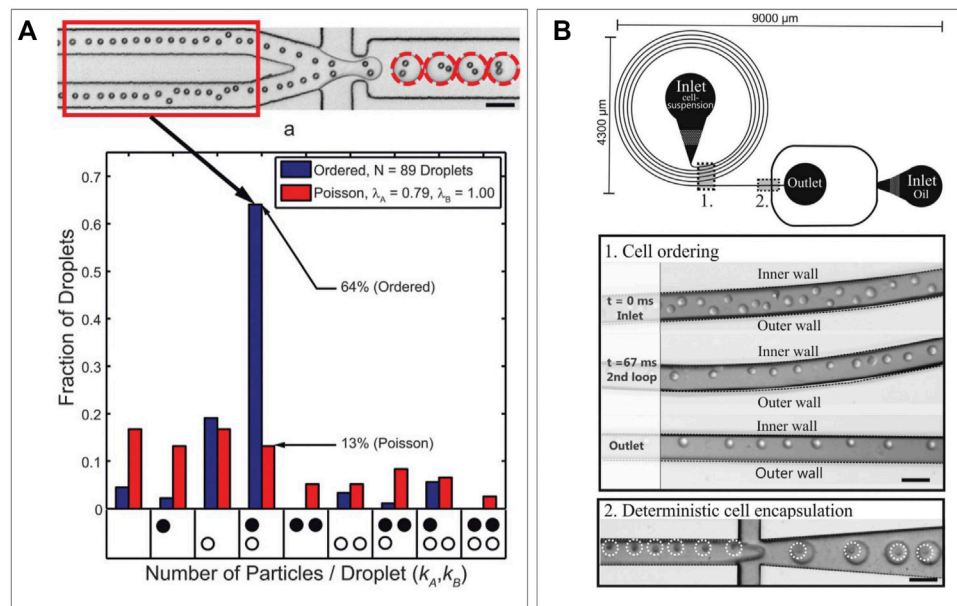 A
a
Ordered, N = 89 Droplets
Poisson, λA = 0.79, λB = 1.00
0.7
0.6
0.5
0.4
0.3
0.2
0.1
0
Fraction of Droplets
64% (Ordered)
13% (Poisson)
Number of Particles / Droplet (kA,kB)
B
9000 µm
4300 µm
Inlet
cell-
suspension
1.
2.
Outlet
Inlet
Oil
1. Cell ordering
Inner wall
t = 0 ms
Inlet
Outer wall
Inner wall
t =67 ms
2nd loop
Outer wall
Inner wall
Outlet
Outer wall
2. Deterministic cell encapsulation